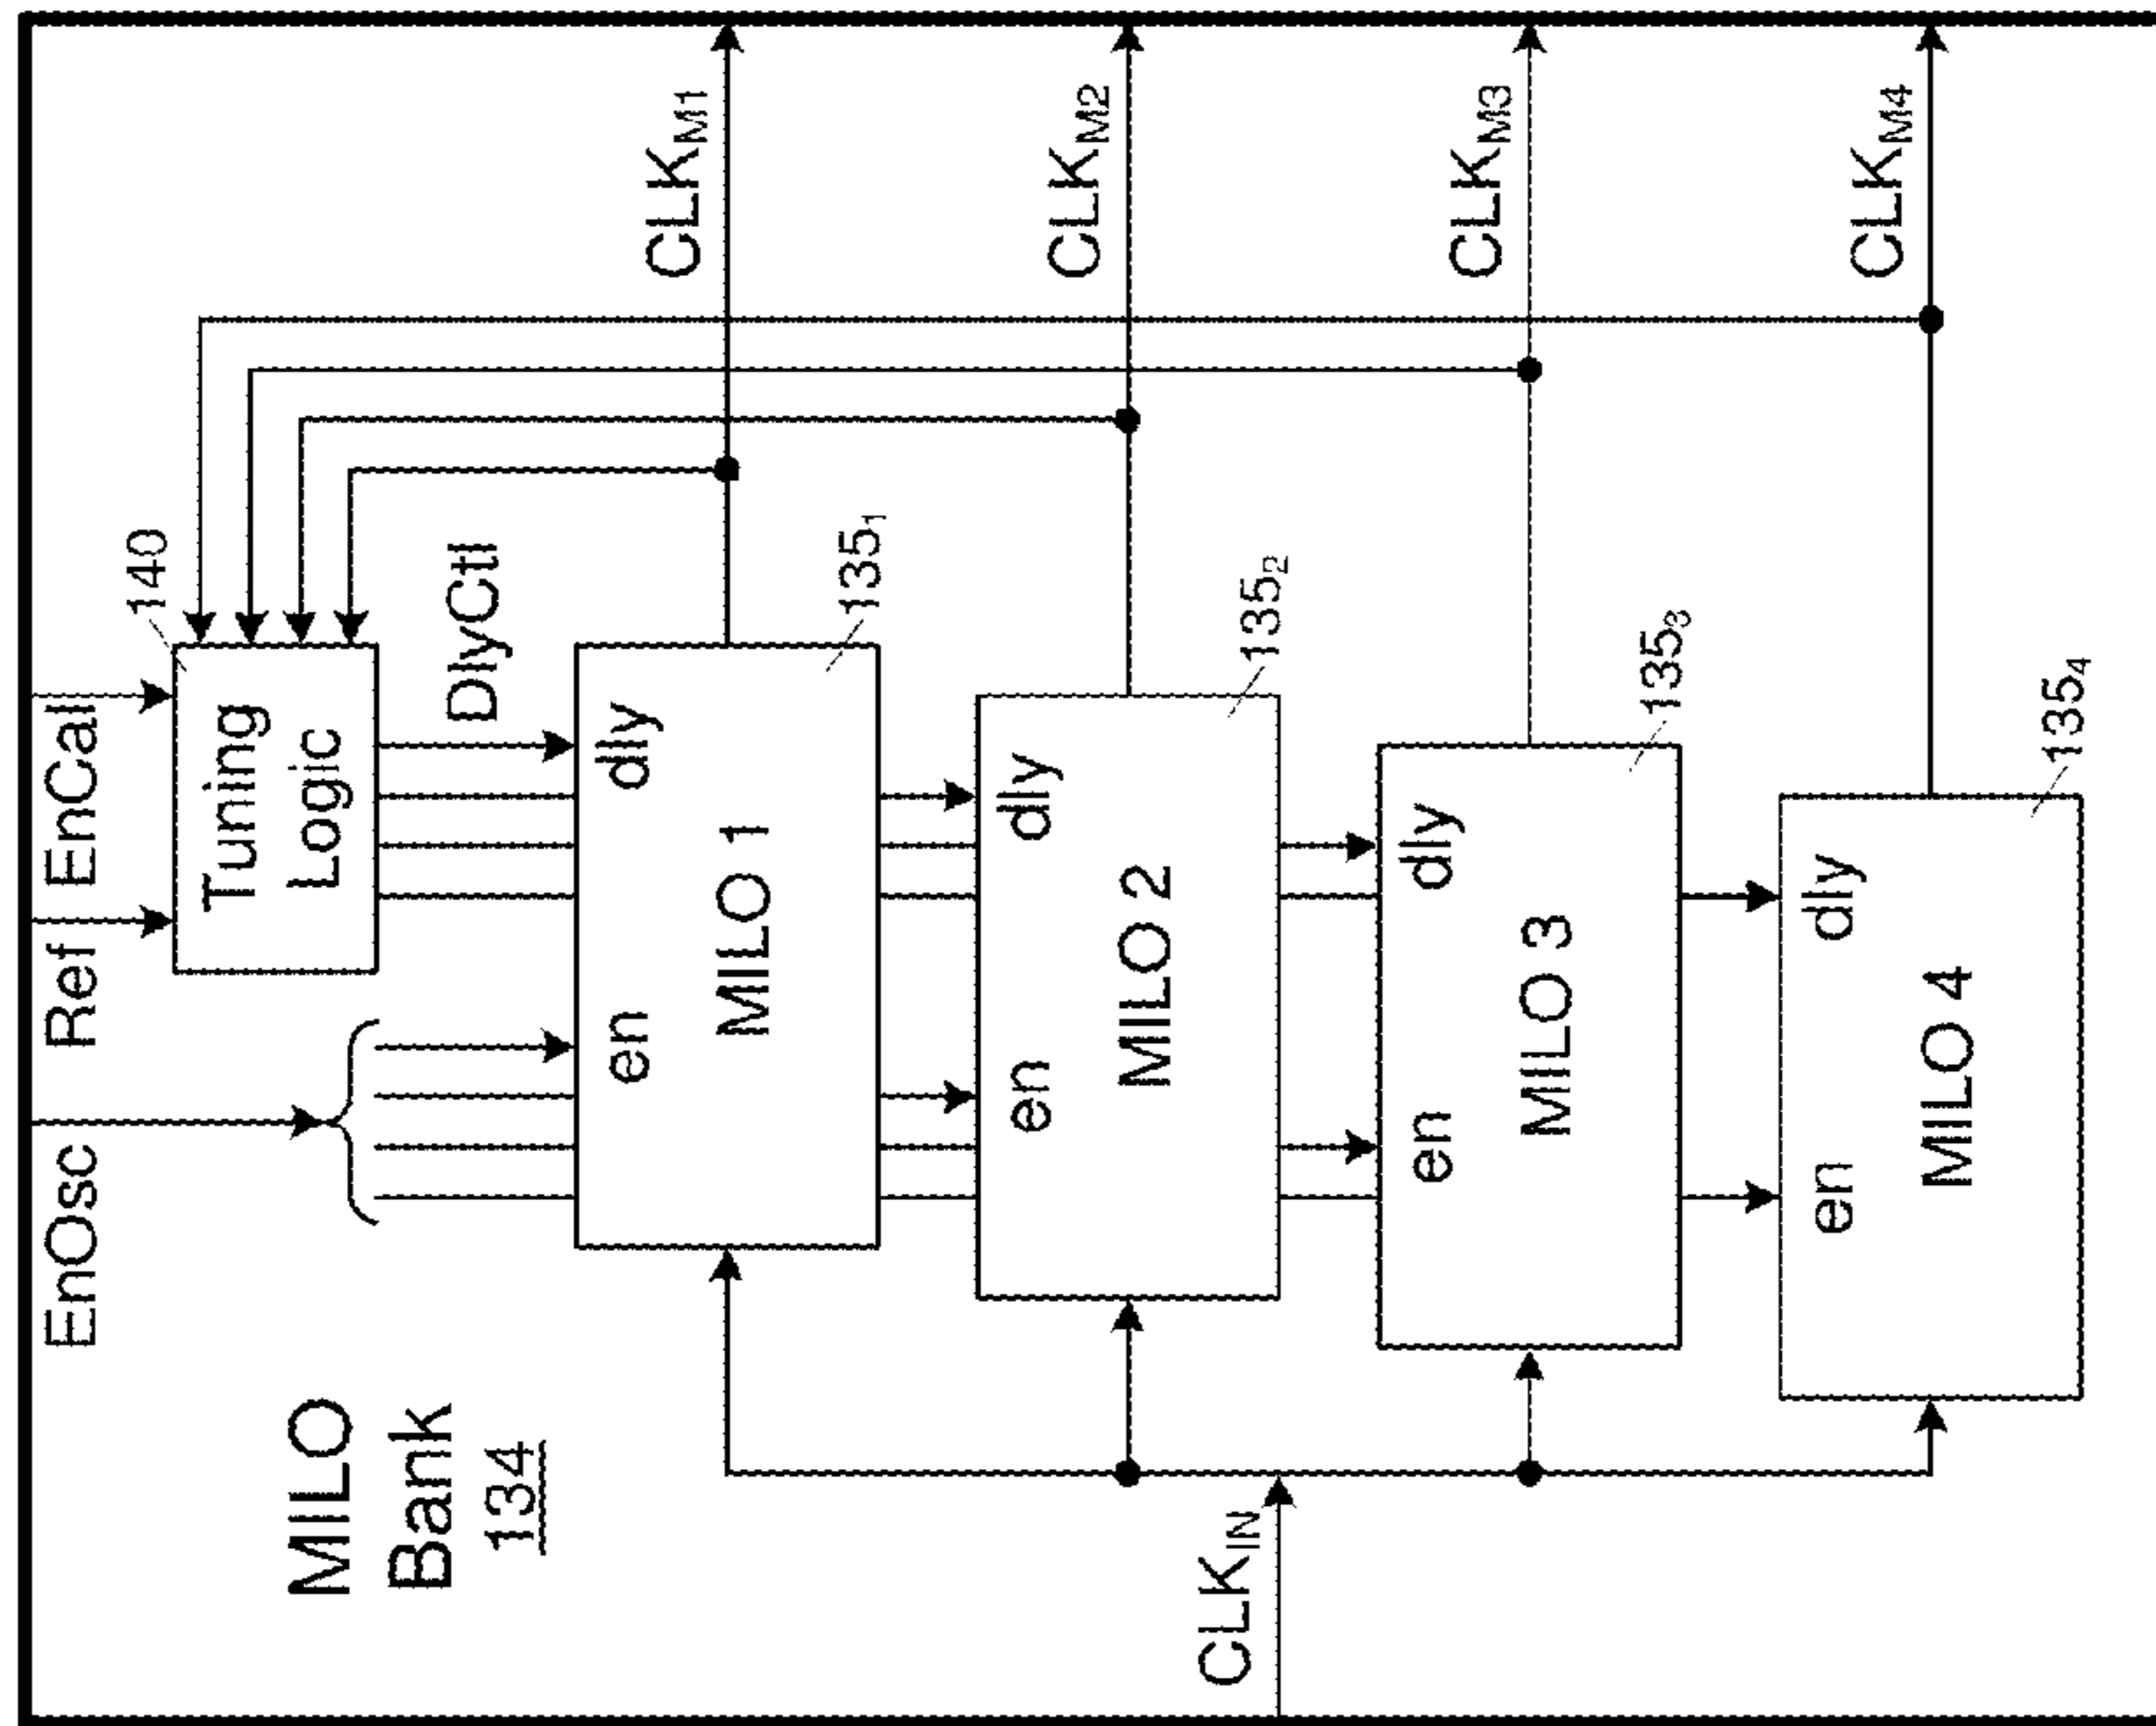 MILO
Bank
134
EnOsc
Ref
EnCal
140
Tuning
Logic
DlyCtl
CLK_IN
en
dly
MILO 1
135₁
CLK_M1
en
dly
MILO 2
135₂
CLK_M2
en
dly
MILO 3
135₃
CLK_M3
en
dly
MILO 4
135₄
CLK_M4